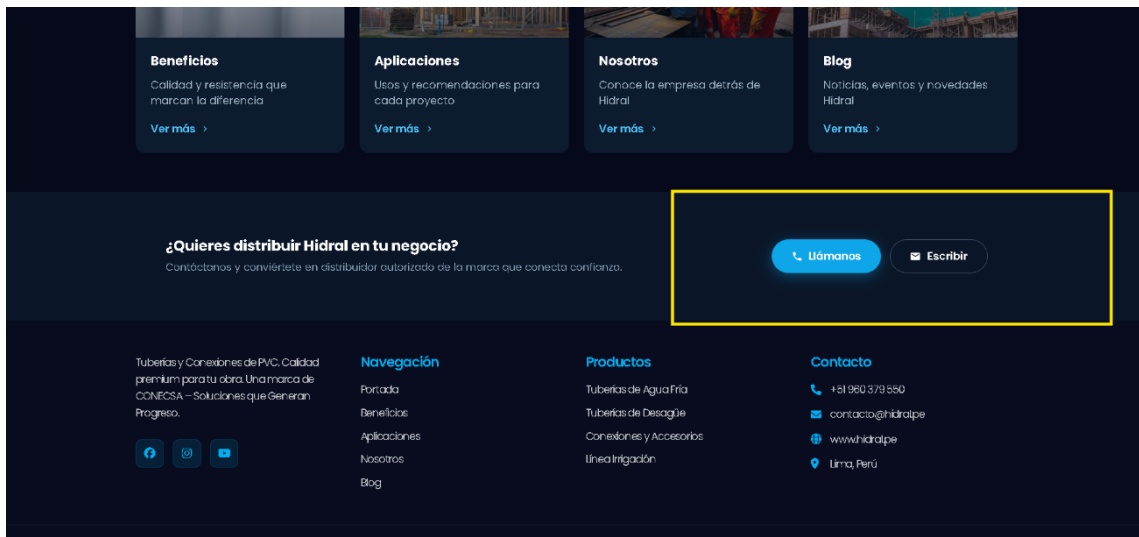 Beneficios
Calidad y resistencia que
marcan la diferencia
Ver más >
Aplicaciones
Usos y recomendaciones para
cada proyecto
Ver más >
Nosotros
Conoce la empresa detrás de
Hidral
Ver más >
Blog
Noticias, eventos y novedades
Hidral
Ver más >
¿Quieres distribuir Hidral en tu negocio?
Contáctanos y conviértete en distribuidor autorizado de la marca que conecta confianza.
Llámanos
Escribir
Tuberías y Conexiones de PVC. Calidad
premium para tu obra. Una marca de
CONECSA – Soluciones que Generan
Progreso.
Navegación
Portada
Beneficios
Aplicaciones
Nosotros
Blog
Productos
Tuberías de Agua Fría
Tuberías de Desagüe
Conexiones y Accesorios
Línea Irrigación
Contacto
+51 960 379 550
contacto@hidral.pe
www.hidral.pe
Lima, Perú